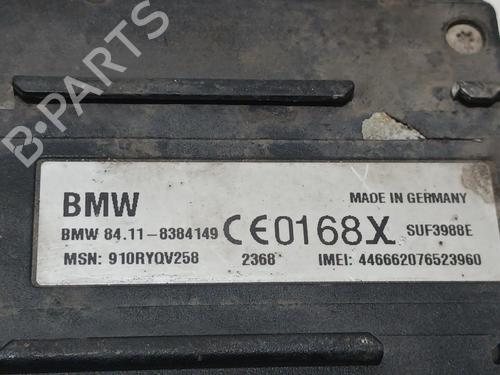 B-PARTS
BMW
MADE IN GERMANY
BMW 84.11-8384149 CE0168X SUF3988E
MSN: 910RYQV258 2368 IMEI: 446662076523960